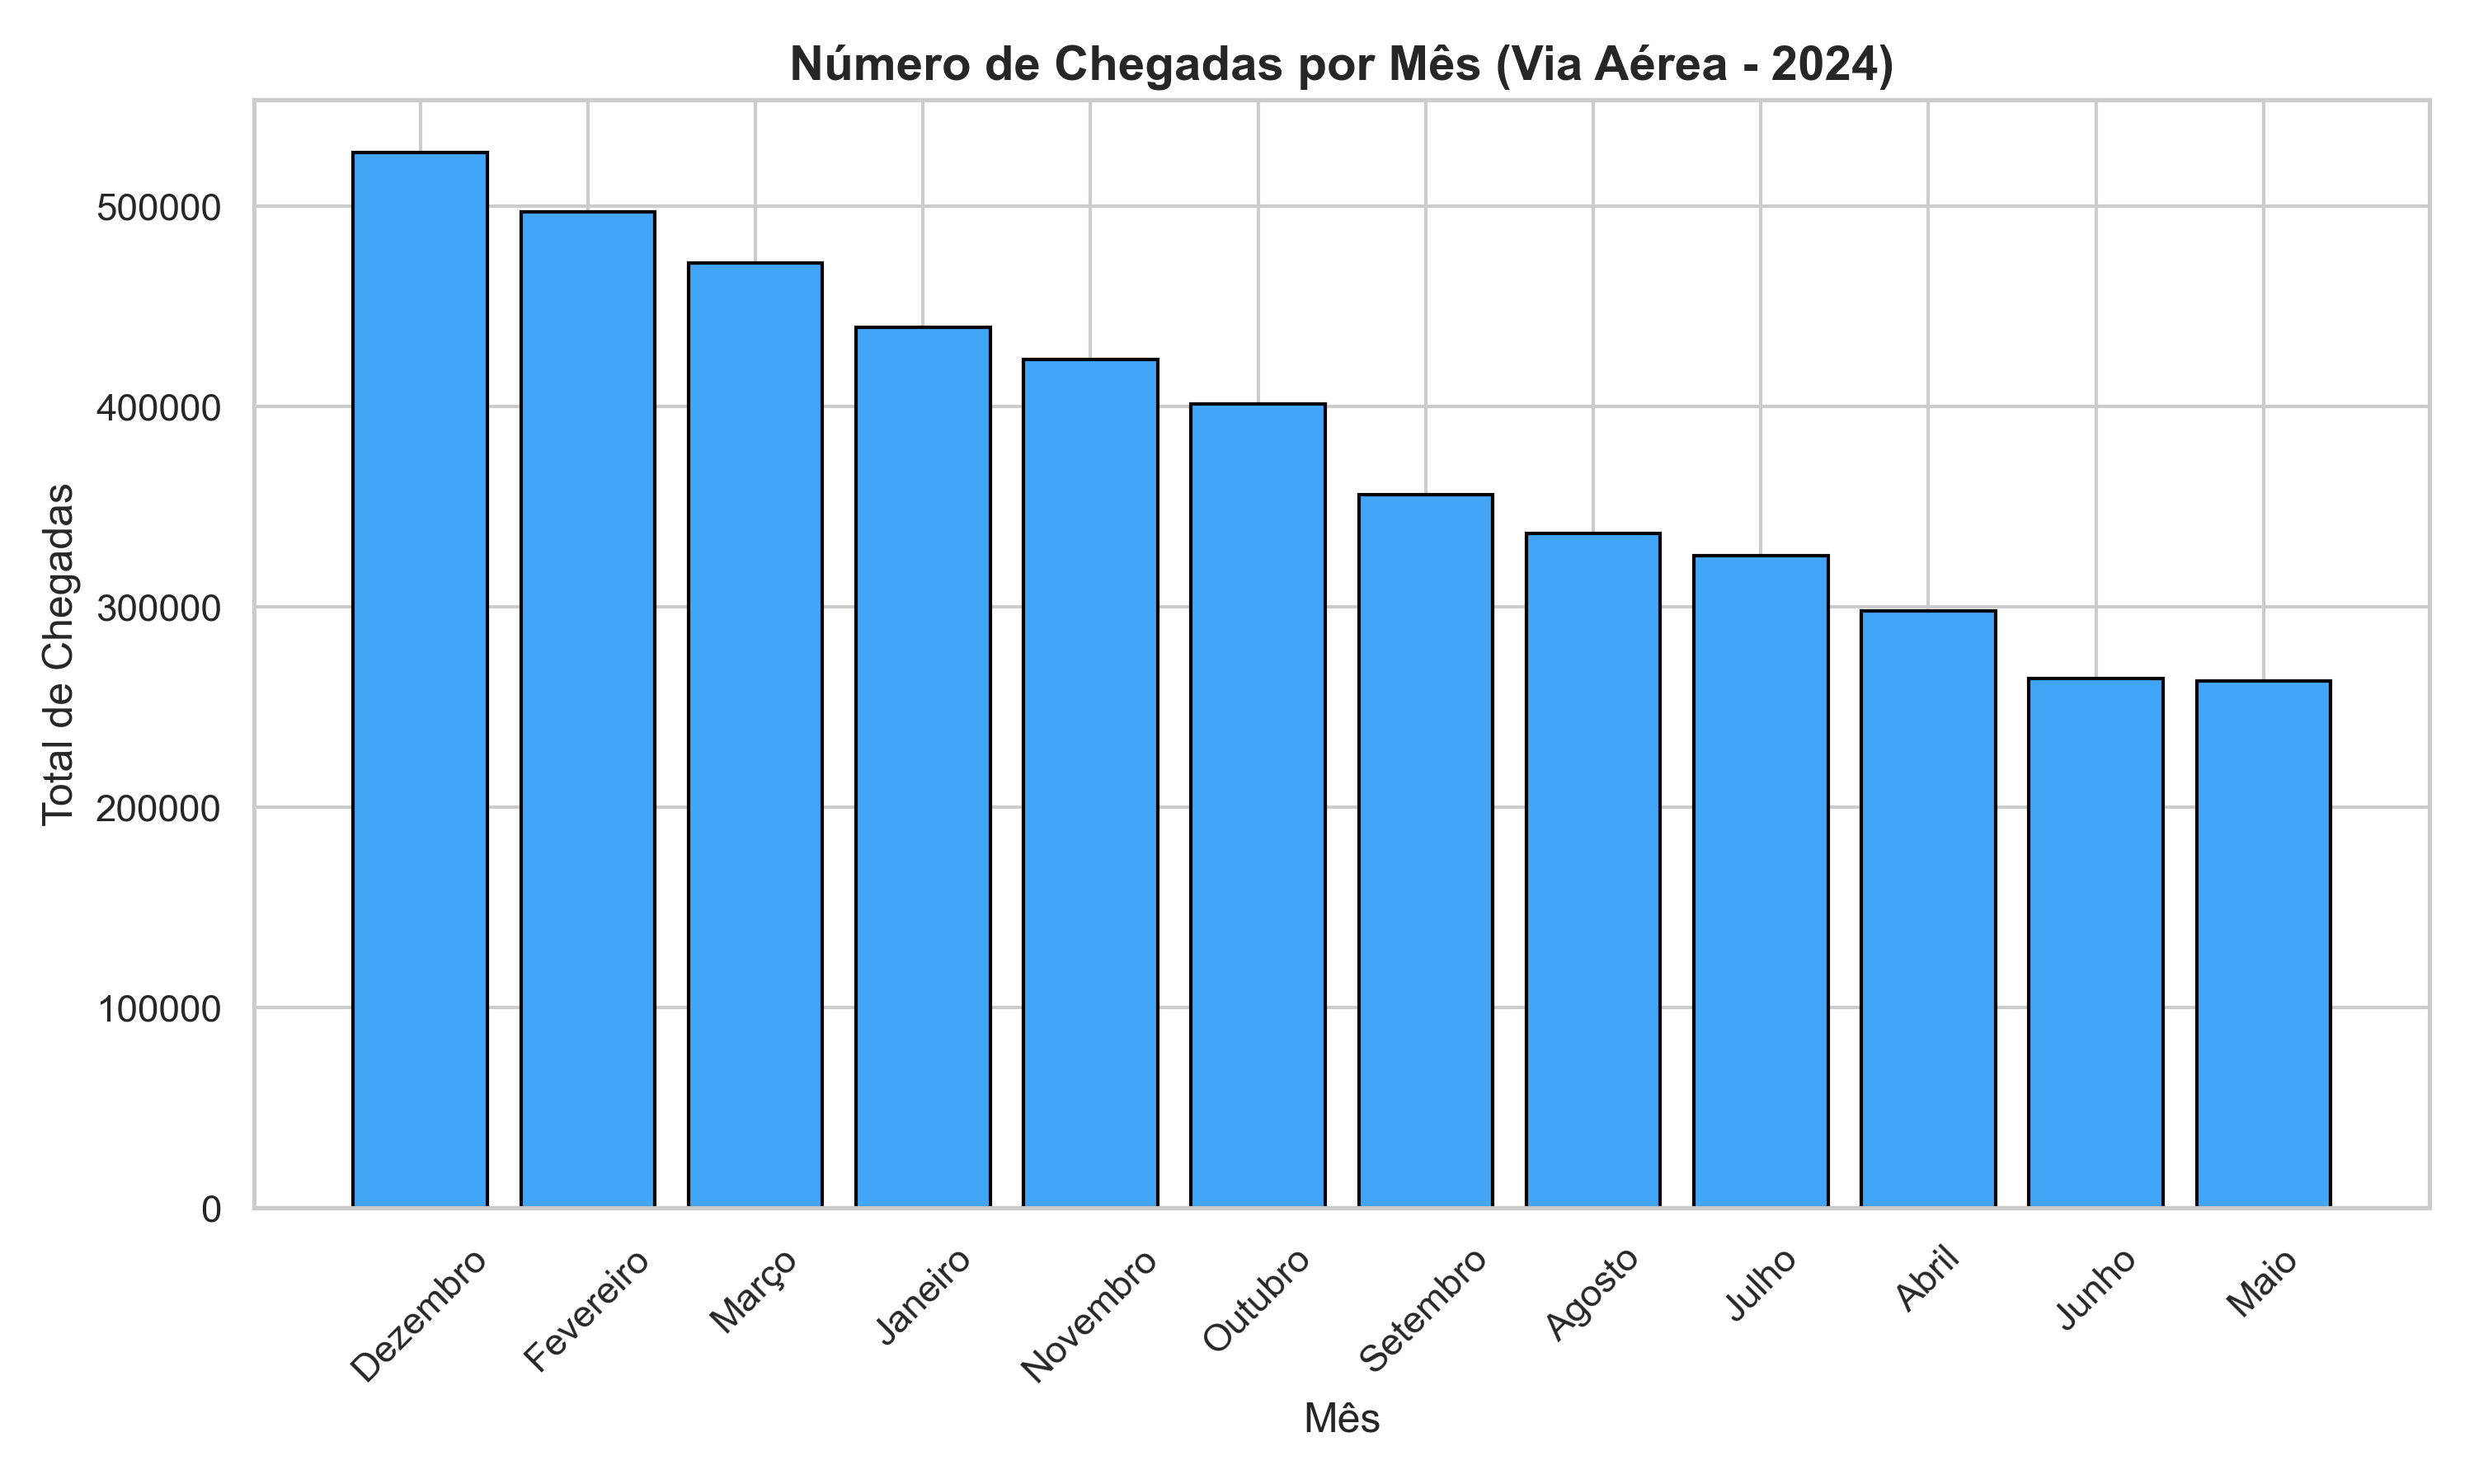 Número de Chegadas por Mês (Via Aérea - 2024)
Total de Chegadas
500000
400000
300000
200000
100000
0
Dezembro
Fevereiro
Março
Janeiro
Novembro
Outubro
Setembro
Agosto
Julho
Abril
Junho
Maio
Mês